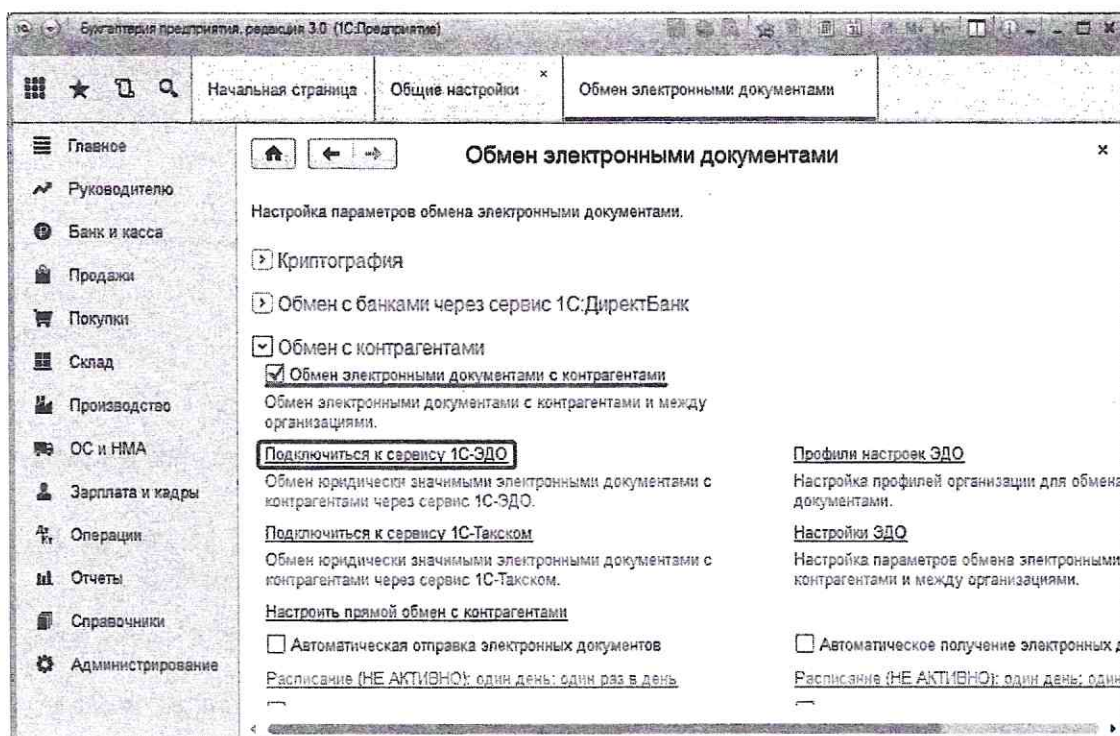 Бухгалтерия предприятия, редакция 3.0 (1С:Предприятие)
Начальная страница
Общие настройки
Обмен электронными документами
Главное
Руководителю
Банк и касса
Продажи
Покупки
Склад
Производство
ОС и НМА
Зарплата и кадры
Операции
Отчеты
Справочники
Администрирование
Обмен электронными документами
Настройка параметров обмена электронными документами.
Криптография
Обмен с банками через сервис 1С:ДиректБанк
Обмен с контрагентами
Обмен электронными документами с контрагентами
Обмен электронными документами с контрагентами и между
организациями.
Подключиться к сервису 1С-ЭДО
Обмен юридически значимыми электронными документами с
контрагентами через сервис 1С-ЭДО.
Подключиться к сервису 1С-Такском
Обмен юридически значимыми электронными документами с
контрагентами через сервис 1С-Такском.
Настроить прямой обмен с контрагентами
Автоматическая отправка электронных документов
Расписание (НЕ АКТИВНО): один день; один раз в день
Профили настроек ЭДО
Настройка профилей организации для обмена
документами.
Настройки ЭДО
Настройка параметров обмена электронными
контрагентами и между организациями.
Автоматическое получение электронных д
Расписание (НЕ АКТИВНО): один день; один